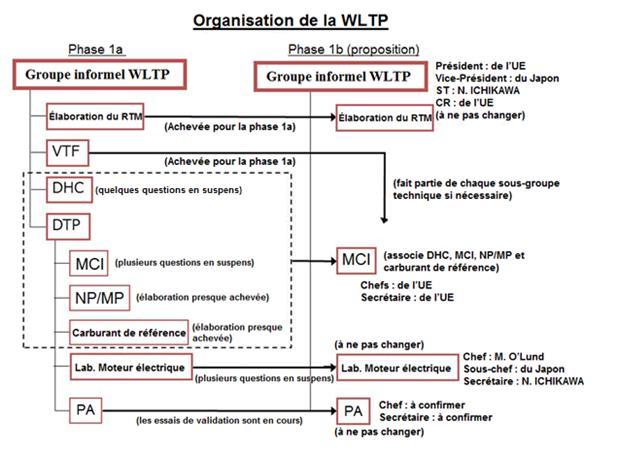 Organisation de la WLTP
Phase 1a
Phase 1b (proposition)
Groupe informel WLTP
Groupe informel WLTP
Président : de l'UE
Vice-Président : du Japon
ST : N. ICHIKAWA
CR : de l'UE
(à ne pas changer)
Élaboration du RTM
(Achevée pour la phase 1a)
Élaboration du RTM
VTF
(Achevée pour la phase 1a)
(fait partie de chaque sous-groupe
technique si nécessaire)
DHC
(quelques questions en suspens)
DTP
MCI
(plusieurs questions en suspens)
MCI
(associe DHC, MCI, NP/MP et
carburant de référence)
Chefs : de l'UE
Secrétaire : de l'UE
NP/MP
(élaboration presque achevée)
Carburant de référence
(élaboration presque
achevée)
(à ne pas changer)
Lab. Moteur électrique
(plusieurs questions en suspens)
Lab. Moteur électrique
Chef : M. O'Lund
Sous-chef : du Japon
Secrétaire : N. ICHIKAWA
PA
(les essais de validation sont en cours)
PA
Chef : à confirmer
Secrétaire : à confirmer
(à ne pas changer)